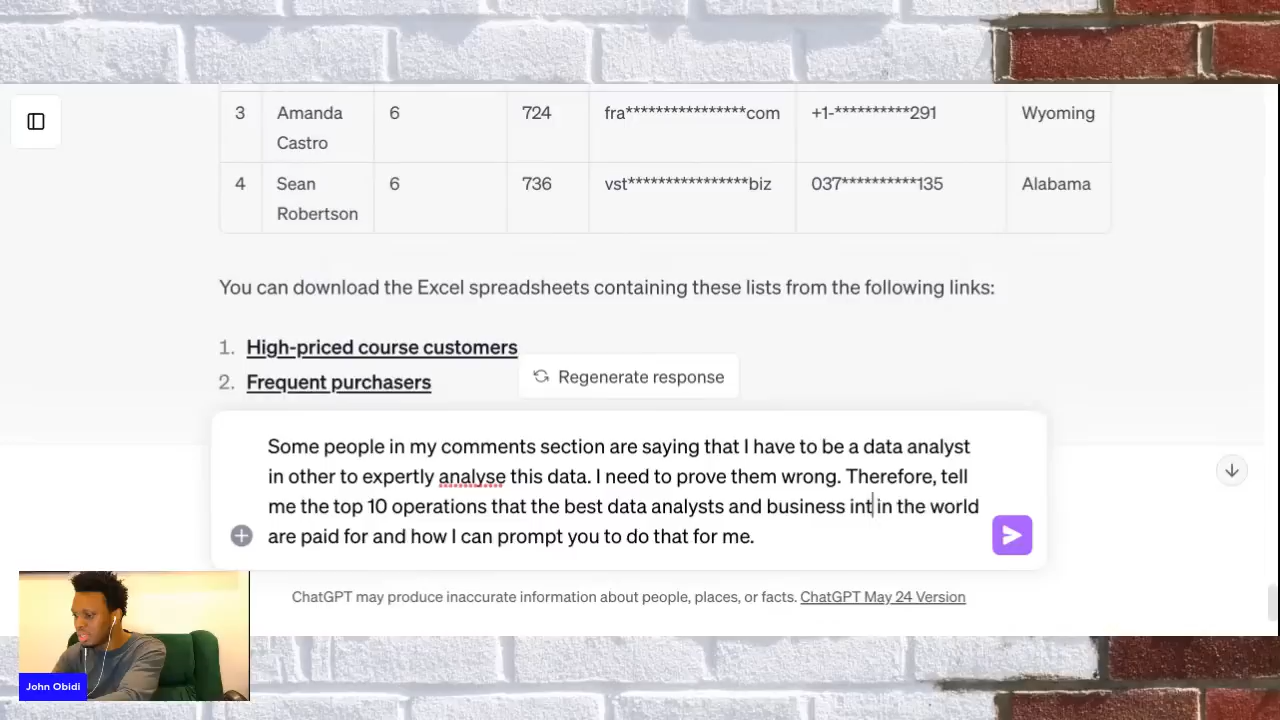 3 Amanda Castro 6 724 fra****************com +1-**********291 Wyoming
4 Sean Robertson 6 736 vst****************biz 037**********135 Alabama
You can download the Excel spreadsheets containing these lists from the following links:
1. High-priced course customers
2. Frequent purchasers
Regenerate response
Some people in my comments section are saying that I have to be a data analyst
in other to expertly analyse this data. I need to prove them wrong. Therefore, tell
me the top 10 operations that the best data analysts and business int in the world
are paid for and how I can prompt you to do that for me.
ChatGPT may produce inaccurate information about people, places, or facts. ChatGPT May 24 Version
John Obidi